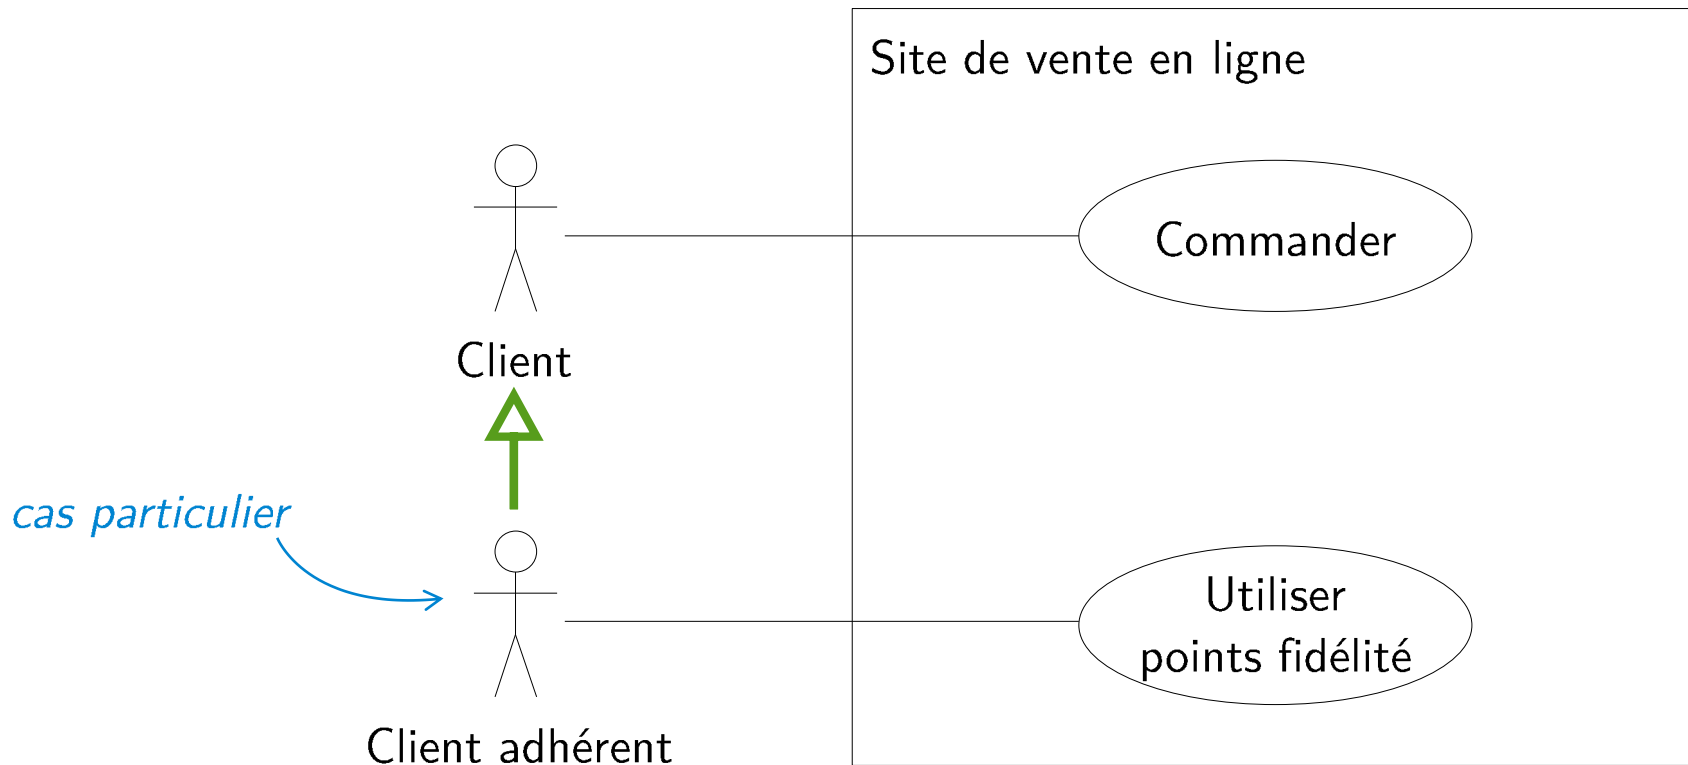 Site de vente en ligne
Commander
Client
cas particulier
Utiliser
points fidélité
Client adhérent